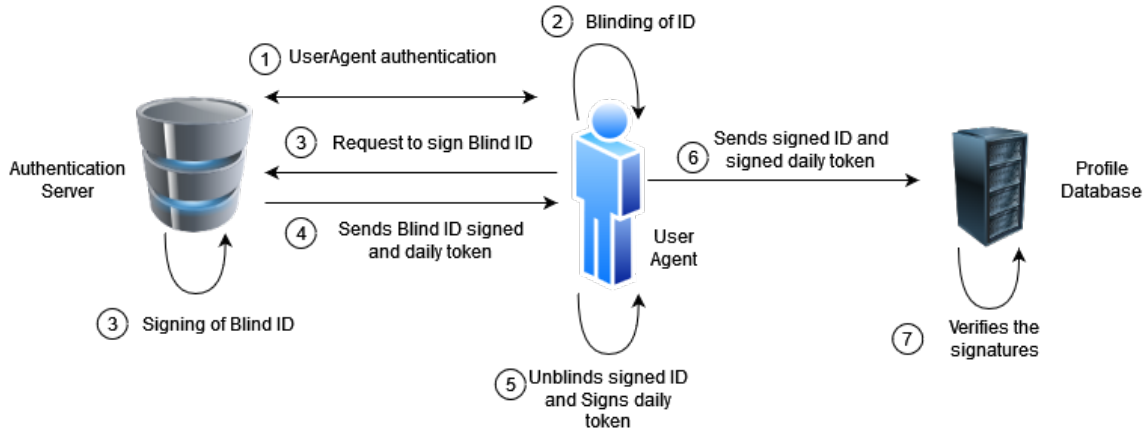 2 Blinding of ID
1 UserAgent authentication
3 Request to sign Blind ID
6 Sends signed ID and
signed daily token
Authentication
Server
Profile
Database
4 Sends Blind ID signed
and daily token
User
Agent
3 Signing of Blind ID
7 Verifies the
signatures
5 Unblinds signed ID
and Signs daily
token